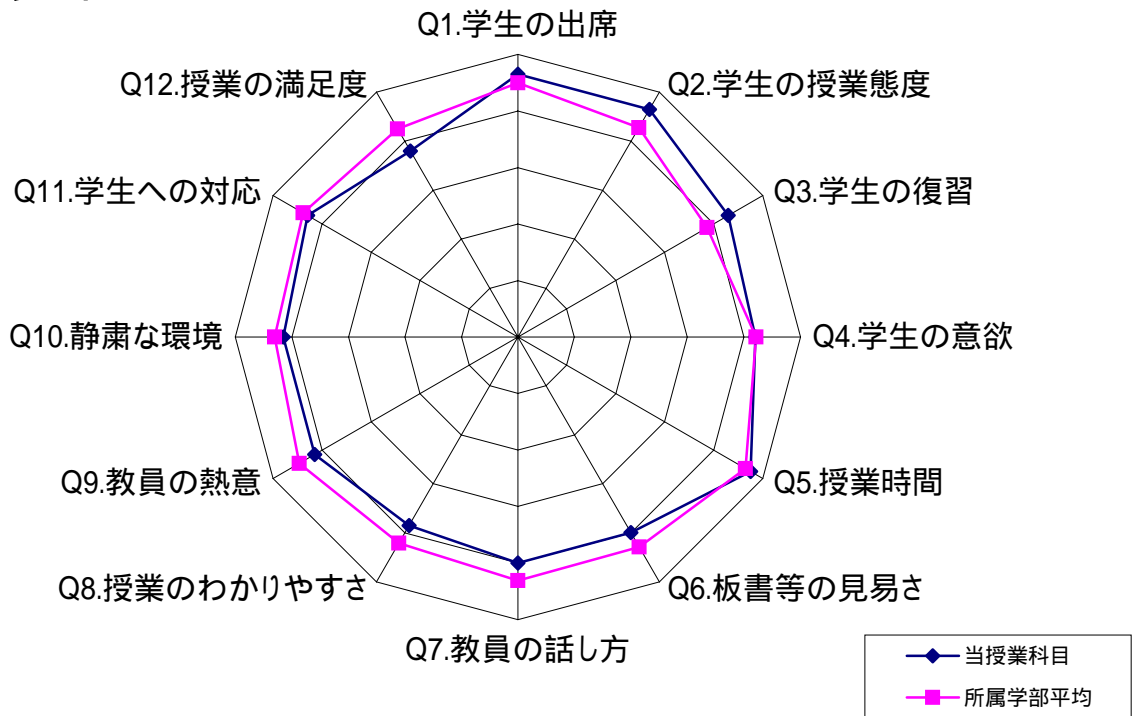 Q1.学生の出席
Q2.学生の授業態度
Q3.学生の復習
Q4.学生の意欲
Q5.授業時間
Q6.板書等の見易さ
Q7.教員の話し方
Q8.授業のわかりやすさ
Q9.教員の熱意
Q10.静粛な環境
Q11.学生への対応
Q12.授業の満足度
当授業科目
所属学部平均